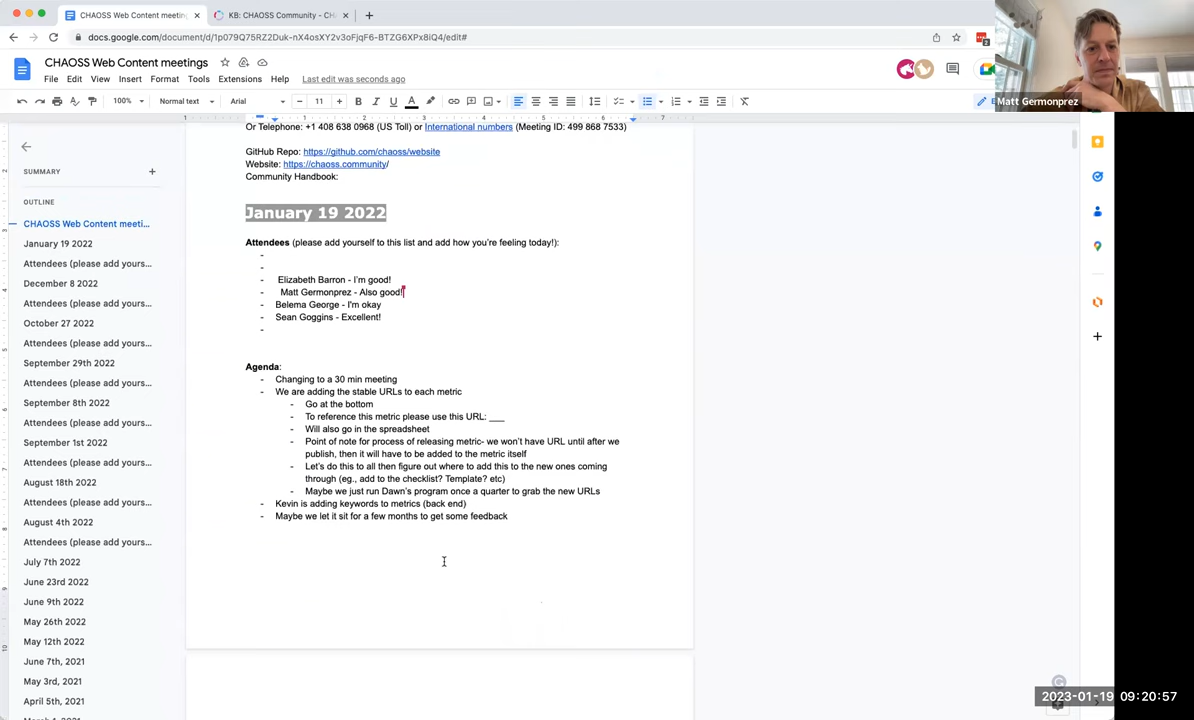 CHAOSS Web Content meeting
KB: CHAOSS Community - CHA
docs.google.com/document/d/1p079Q75RZ2Duk-nX4osXY2v3oFjqF6-BTZG6XPx8iQ4/edit#
2
CHAOSS Web Content meetings
File Edit View Insert Format Tools Extensions Help Last edit was seconds ago
100% Normal text Arial 11
Matt Germonprez
SUMMARY
OUTLINE
CHAOSS Web Content meeti...
January 19 2022
Attendees (please add yours...
December 8 2022
Attendees (please add yours...
October 27 2022
Attendees (please add yours...
September 29th 2022
Attendees (please add yours...
September 8th 2022
Attendees (please add yours...
September 1st 2022
Attendees (please add yours...
August 18th 2022
Attendees (please add yours...
August 4th 2022
Attendees (please add yours...
July 7th 2022
June 23rd 2022
June 9th 2022
May 26th 2022
May 12th 2022
June 7th, 2021
May 3rd, 2021
April 5th, 2021
Or Telephone: +1 408 638 0968 (US Toll) or International numbers (Meeting ID: 499 868 7533)
GitHub Repo: https://github.com/chaoss/website
Website: https://chaoss.community/
Community Handbook:
January 19 2022
Attendees (please add yourself to this list and add how you're feeling today!):
-
-
- Elizabeth Barron - I'm good!
- Matt Germonprez - Also good!
- Belema George - I'm okay
- Sean Goggins - Excellent!
-
Agenda:
- Changing to a 30 min meeting
- We are adding the stable URLs to each metric
- Go at the bottom
- To reference this metric please use this URL: ___
- Will also go in the spreadsheet
- Point of note for process of releasing metric- we won't have URL until after we
publish, then it will have to be added to the metric itself
- Let's do this to all then figure out where to add this to the new ones coming
through (eg., add to the checklist? Template? etc)
- Maybe we just run Dawn's program once a quarter to grab the new URLs
- Kevin is adding keywords to metrics (back end)
- Maybe we let it sit for a few months to get some feedback
2023-01-19 09:20:57